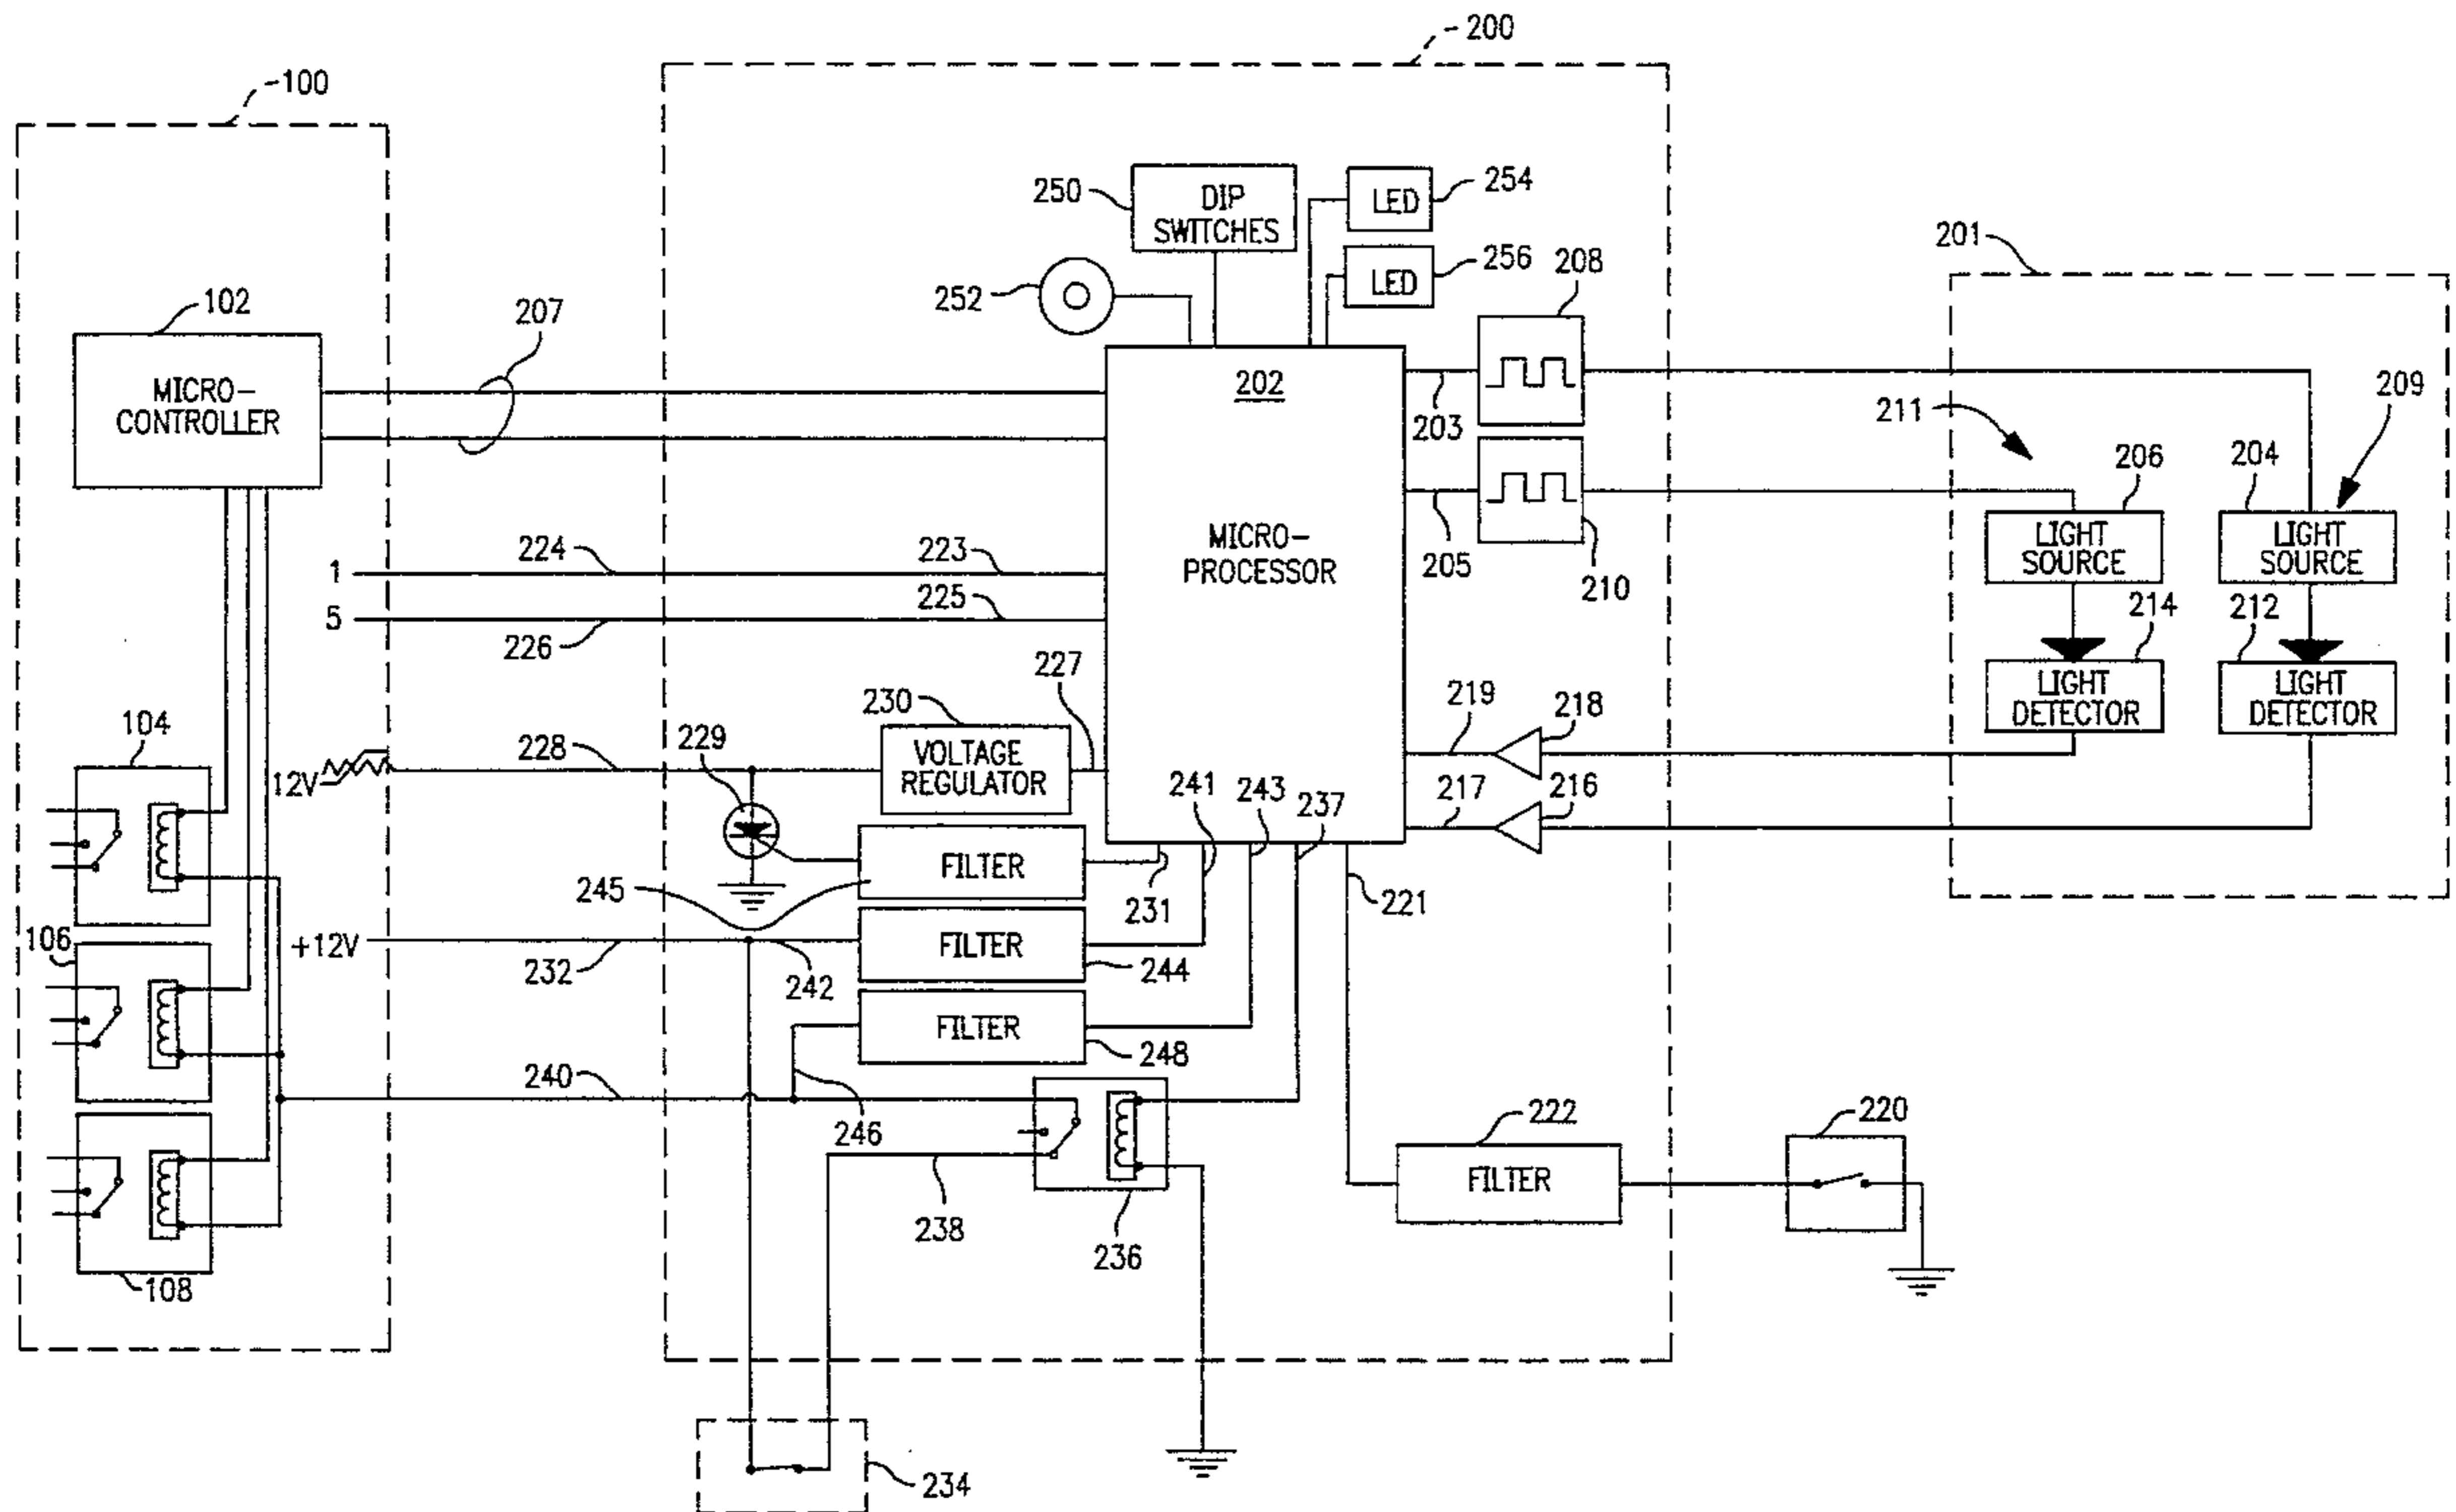 -200
-100
250
DIP
SWITCHES
LED
254
LED
256
252
208
201
102
207
MICRO-
CONTROLLER
202
203
211
209
206
204
MICRO-
PROCESSOR
205
210
LIGHT
SOURCE
LIGHT
SOURCE
1
224
223
5
226
225
214
212
227
230
229
228
VOLTAGE
REGULATOR
219
218
LIGHT
DETECTOR
LIGHT
DETECTOR
104
12V
241
243
237
217
216
FILTER
245
231
221
106
+12V
232
242
FILTER
244
FILTER
248
240
246
222
220
FILTER
238
236
108
234